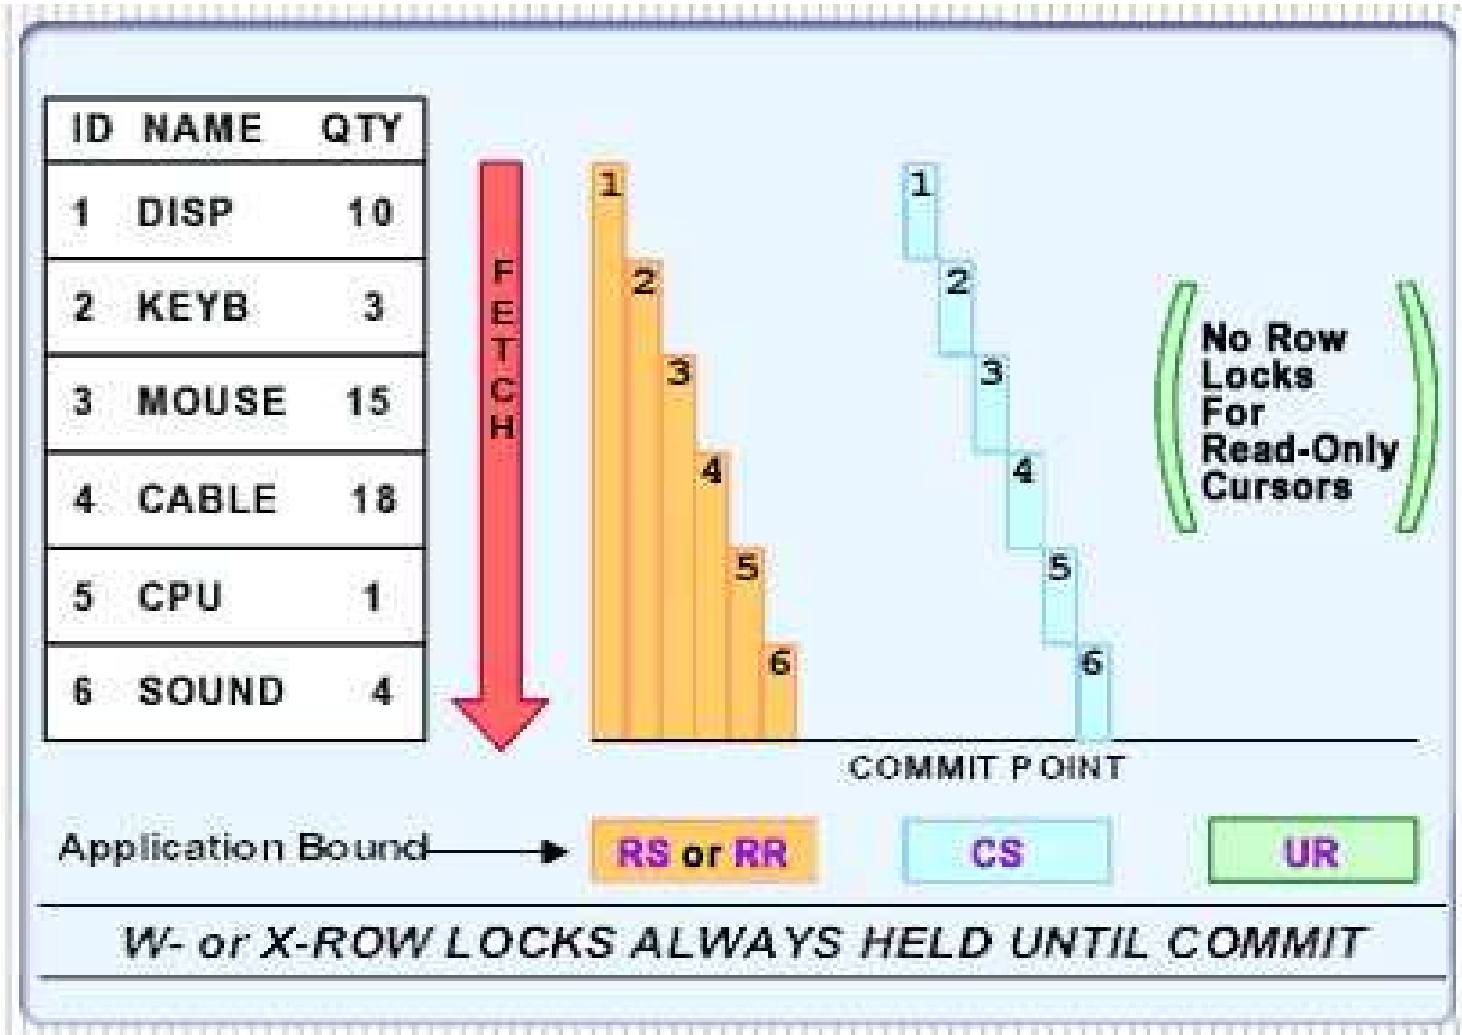 ID NAME QTY
1 DISP 10
2 KEYB 3
3 MOUSE 15
4 CABLE 18
5 CPU 1
6 SOUND 4
FETCH
1
2
3
4
5
6
1
2
3
4
5
6
No Row
Locks
For
Read-Only
Cursors
COMMIT POINT
Application Bound
RS or RR
CS
UR
W- or X-ROW LOCKS ALWAYS HELD UNTIL COMMIT